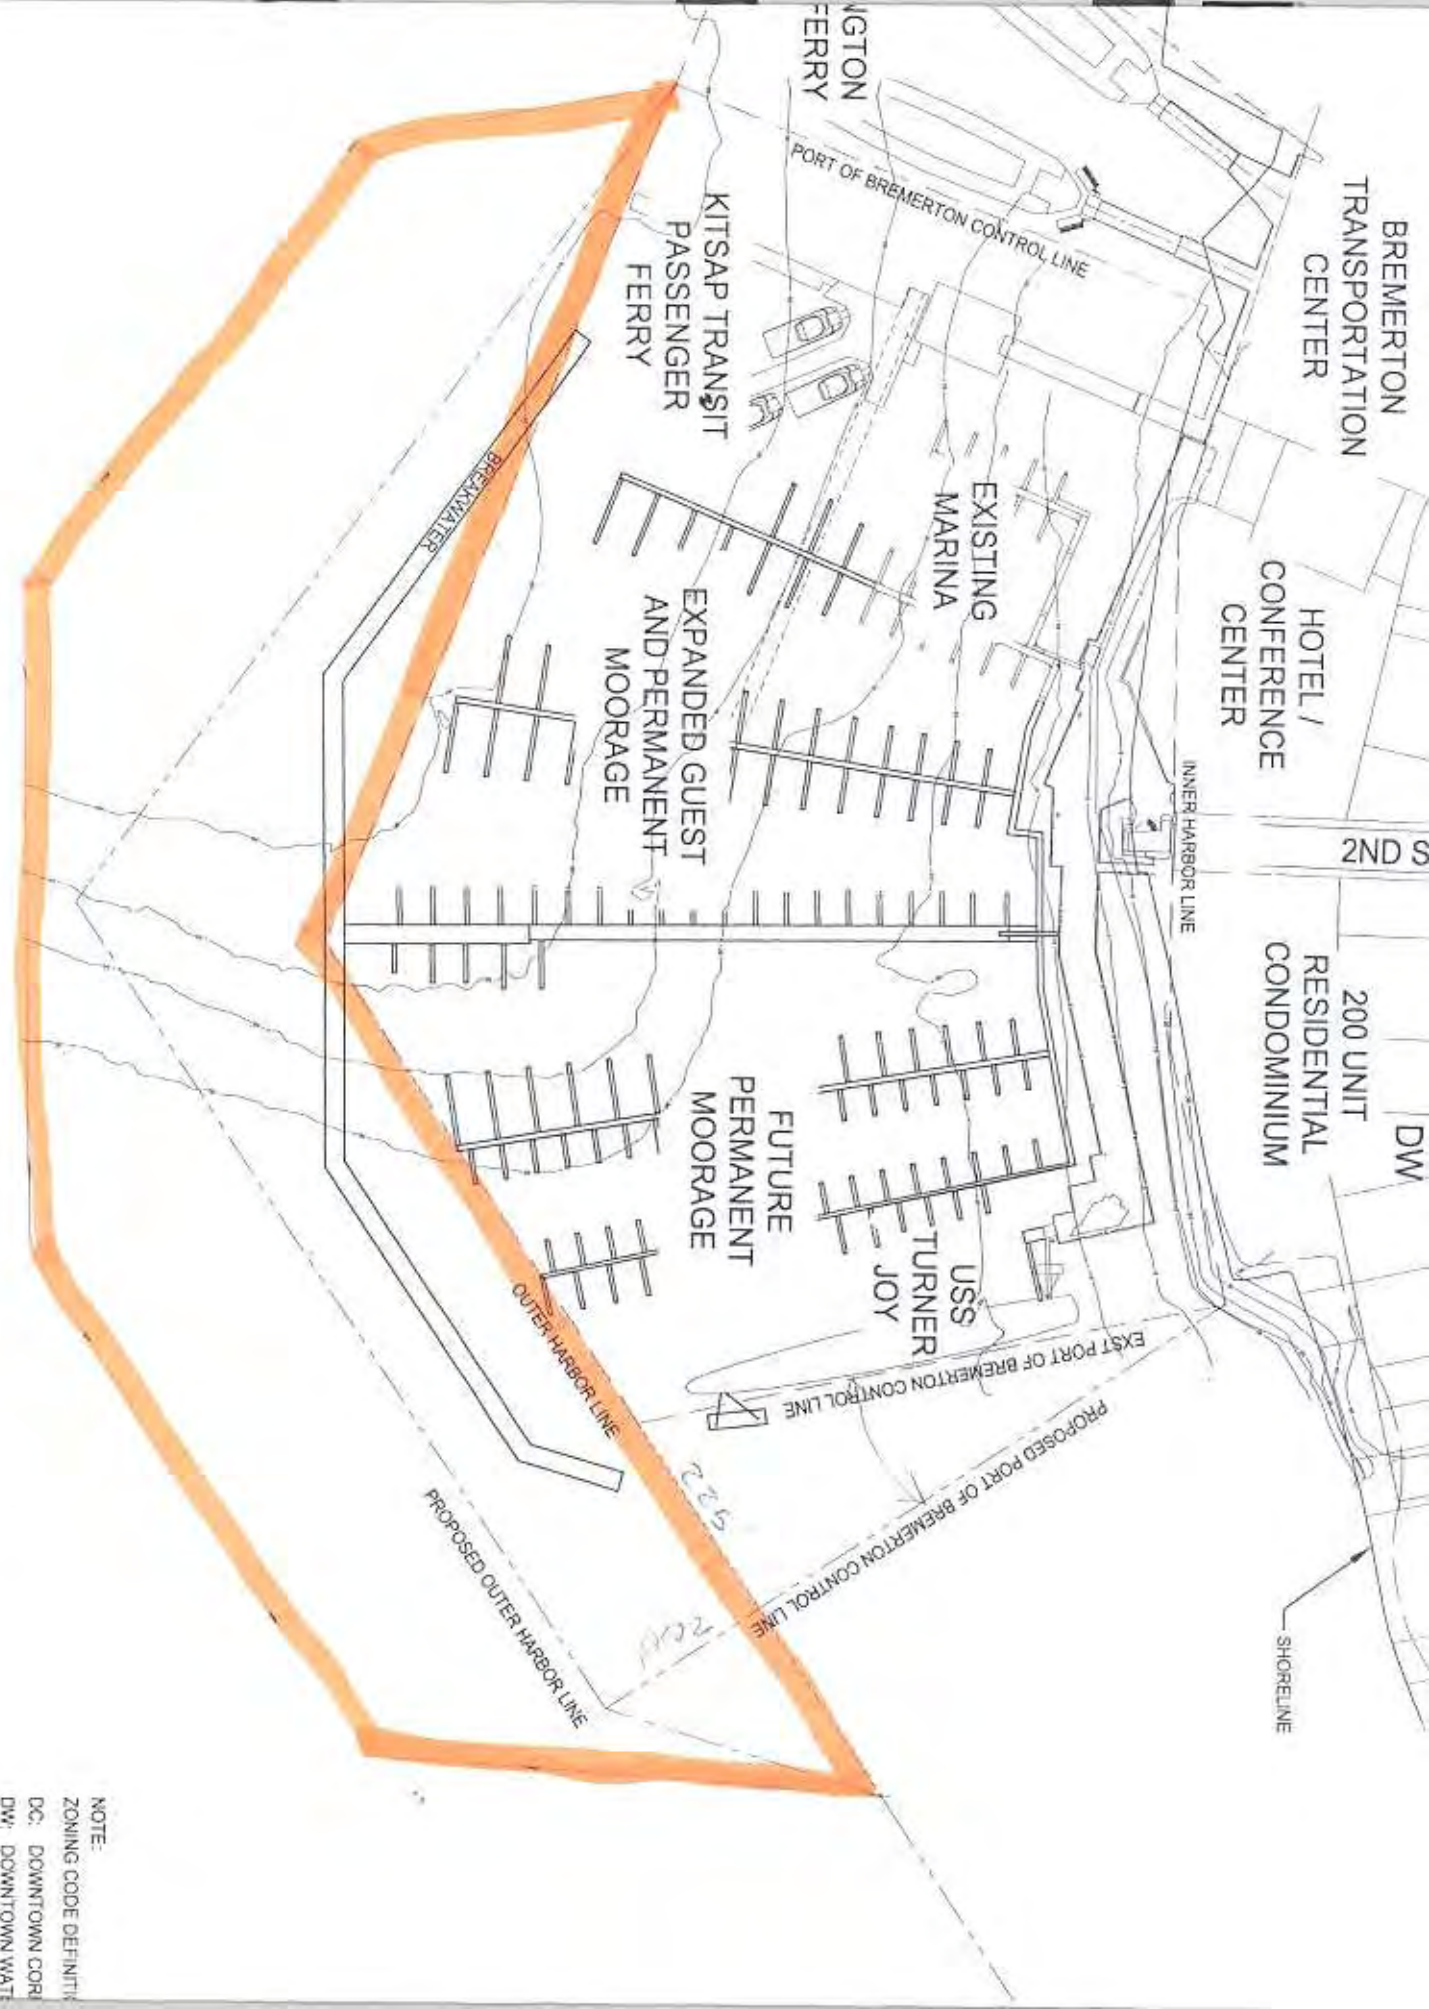 BREMERTON
TRANSPORTATION
CENTER
HOTEL /
CONFERENCE
CENTER
2ND S
200 UNIT
RESIDENTIAL
CONDOMINIUM
DW
INNER HARBOR LINE
SHORELINE
NGTON
FERRY
PORT OF BREMERTON CONTROL LINE
KITSAP TRANSIT
PASSENGER
FERRY
EXISTING
MARINA
EXPANDED GUEST
AND PERMANENT
MOORAGE
BREAKWATER
FUTURE
PERMANENT
MOORAGE
USS
TURNER
JOY
EXST PORT OF BREMERTON CONTROL LINE
PROPOSED PORT OF BREMERTON CONTROL LINE
OUTER HARBOR LINE
PROPOSED OUTER HARBOR LINE
NOTE:
ZONING CODE DEFINITI
DC: DOWNTOWN COR
DW: DOWNTOWN WATE